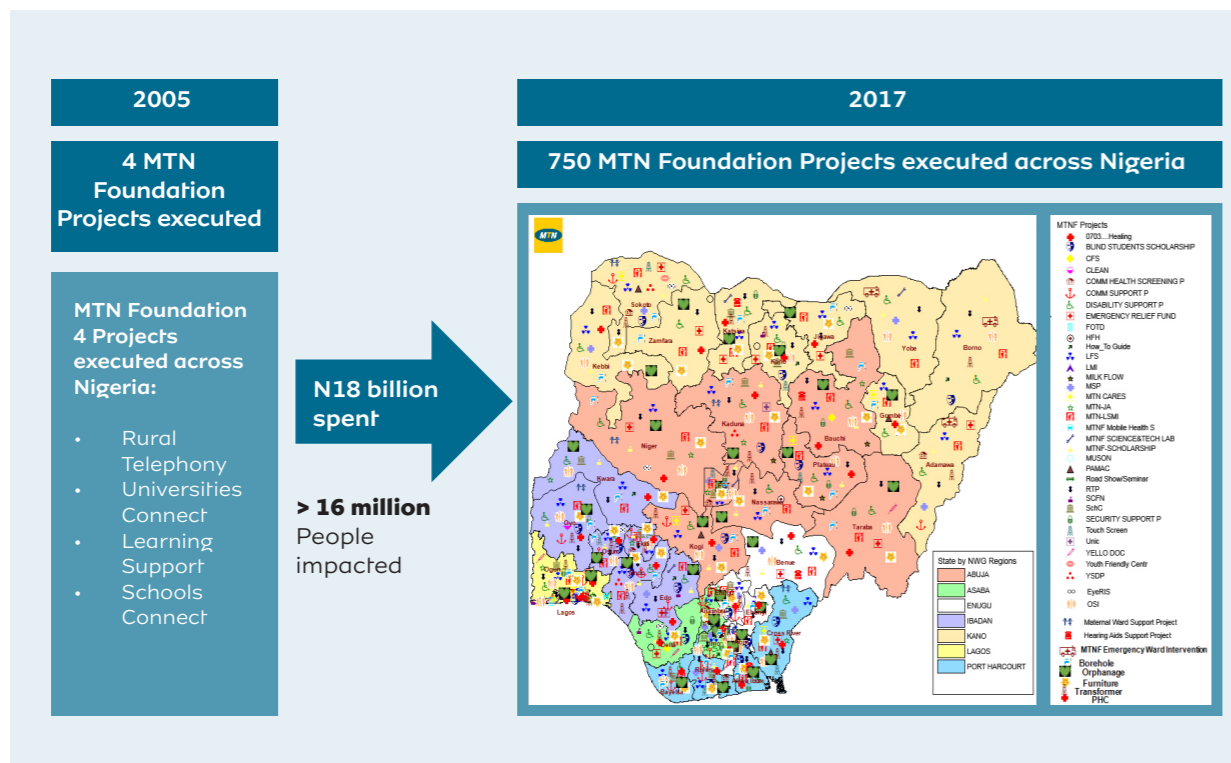 2005
2017
4 MTN
Foundation
Projects executed
750 MTN Foundation Projects executed across Nigeria
MTN Foundation
4 Projects
executed across
Nigeria:
• Rural
Telephony
• Universities
Connect
• Learning
Support
• Schools
Connect
N18 billion
spent
> 16 million
People
impacted
MTN
Sokoto
Zamfara
Kebbi
Katsina
Kano
Jigawa
Yobe
Borno
Niger
Kaduna
Bauchi
Gombe
Adamawa
Plateau
Kwara
Nassarawa
Taraba
Oyo
Kogi
Benue
Lagos
Edo
Cross River
Bayelsa
State by NWG Regions
ABUJA
ASABA
ENUGU
IBADAN
KANO
LAGOS
PORT HARCOURT
MTNF Projects
0703....Healing
BLIND STUDENTS SCHOLARSHIP
CFS
CLEAN
COMM HEALTH SCREENING P
COMM SUPPORT P
DISABILITY SUPPORT P
EMERGENCY RELIEF FUND
FOTD
HFH
How_To Guide
LFS
LMI
MILK FLOW
MSP
MTN CARES
MTN-JA
MTN-LSMI
MTNF Mobile Health S
MTNF SCIENCE&TECH LAB
MTNF-SCHOLARSHIP
MUSON
PAMAC
Road Show/Seminar
RTP
SCFN
SchC
SECURITY SUPPORT P
Touch Screen
Unic
YELLO DOC
Youth Friendly Centr
YSDP
EyeRIS
OSI
Maternal Ward Support Project
Hearing Aids Support Project
MTNF Emergency Ward Intervention
Borehole
Orphanage
Furniture
Transformer
PHC